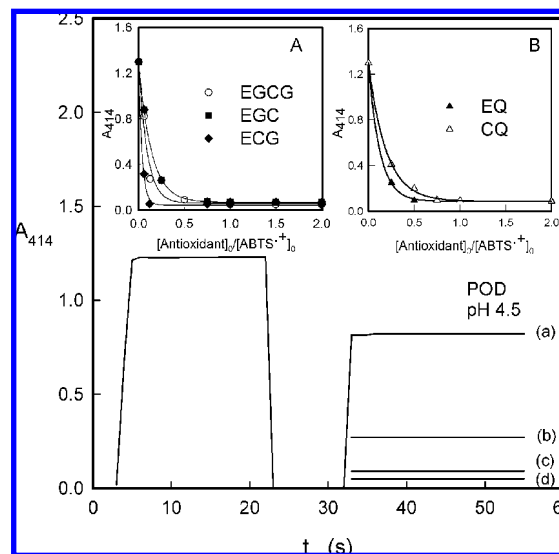 2.5
2.0
1.5
A₄₁₄
1.0
0.5
0.0
0 10 20 30 40 50 6
t (s)
POD
pH 4.5
(a)
(b)
(c)
(d)
A
1.6
1.2
0.8
0.4
0.0
A₄₁₄
EGCG
EGC
ECG
0.0 0.5 1.0 1.5 2.0
[Antioxidant]₀/[ABTS·⁺]₀
B
1.6
1.2
0.8
0.4
0.0
A₄₁₄
EQ
CQ
0.0 0.5 1.0 1.5 2.0
[Antioxidant]₀/[ABTS·⁺]₀